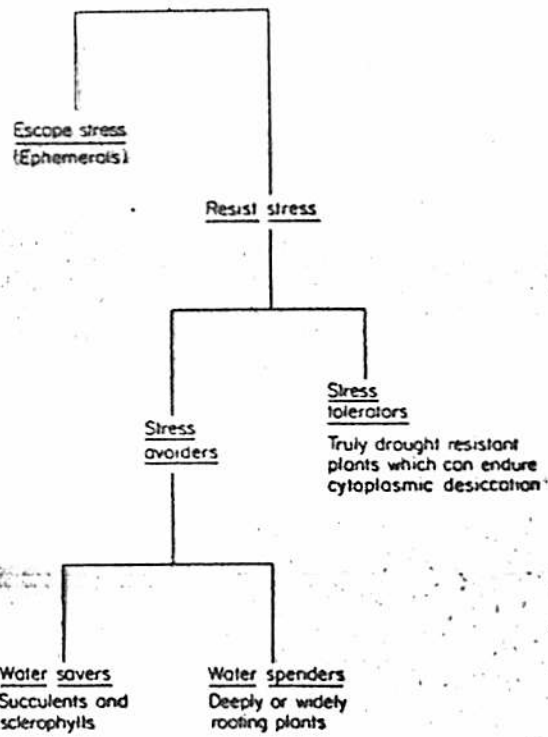 Escape stress
(Ephemerals)
Resist stress
Stress
avoiders
Stress
tolerators
Truly drought resistant
plants which can endure
cytoplasmic desiccation
Water savers
Succulents and
sclerophylls
Water spenders
Deeply or widely
rooting plants